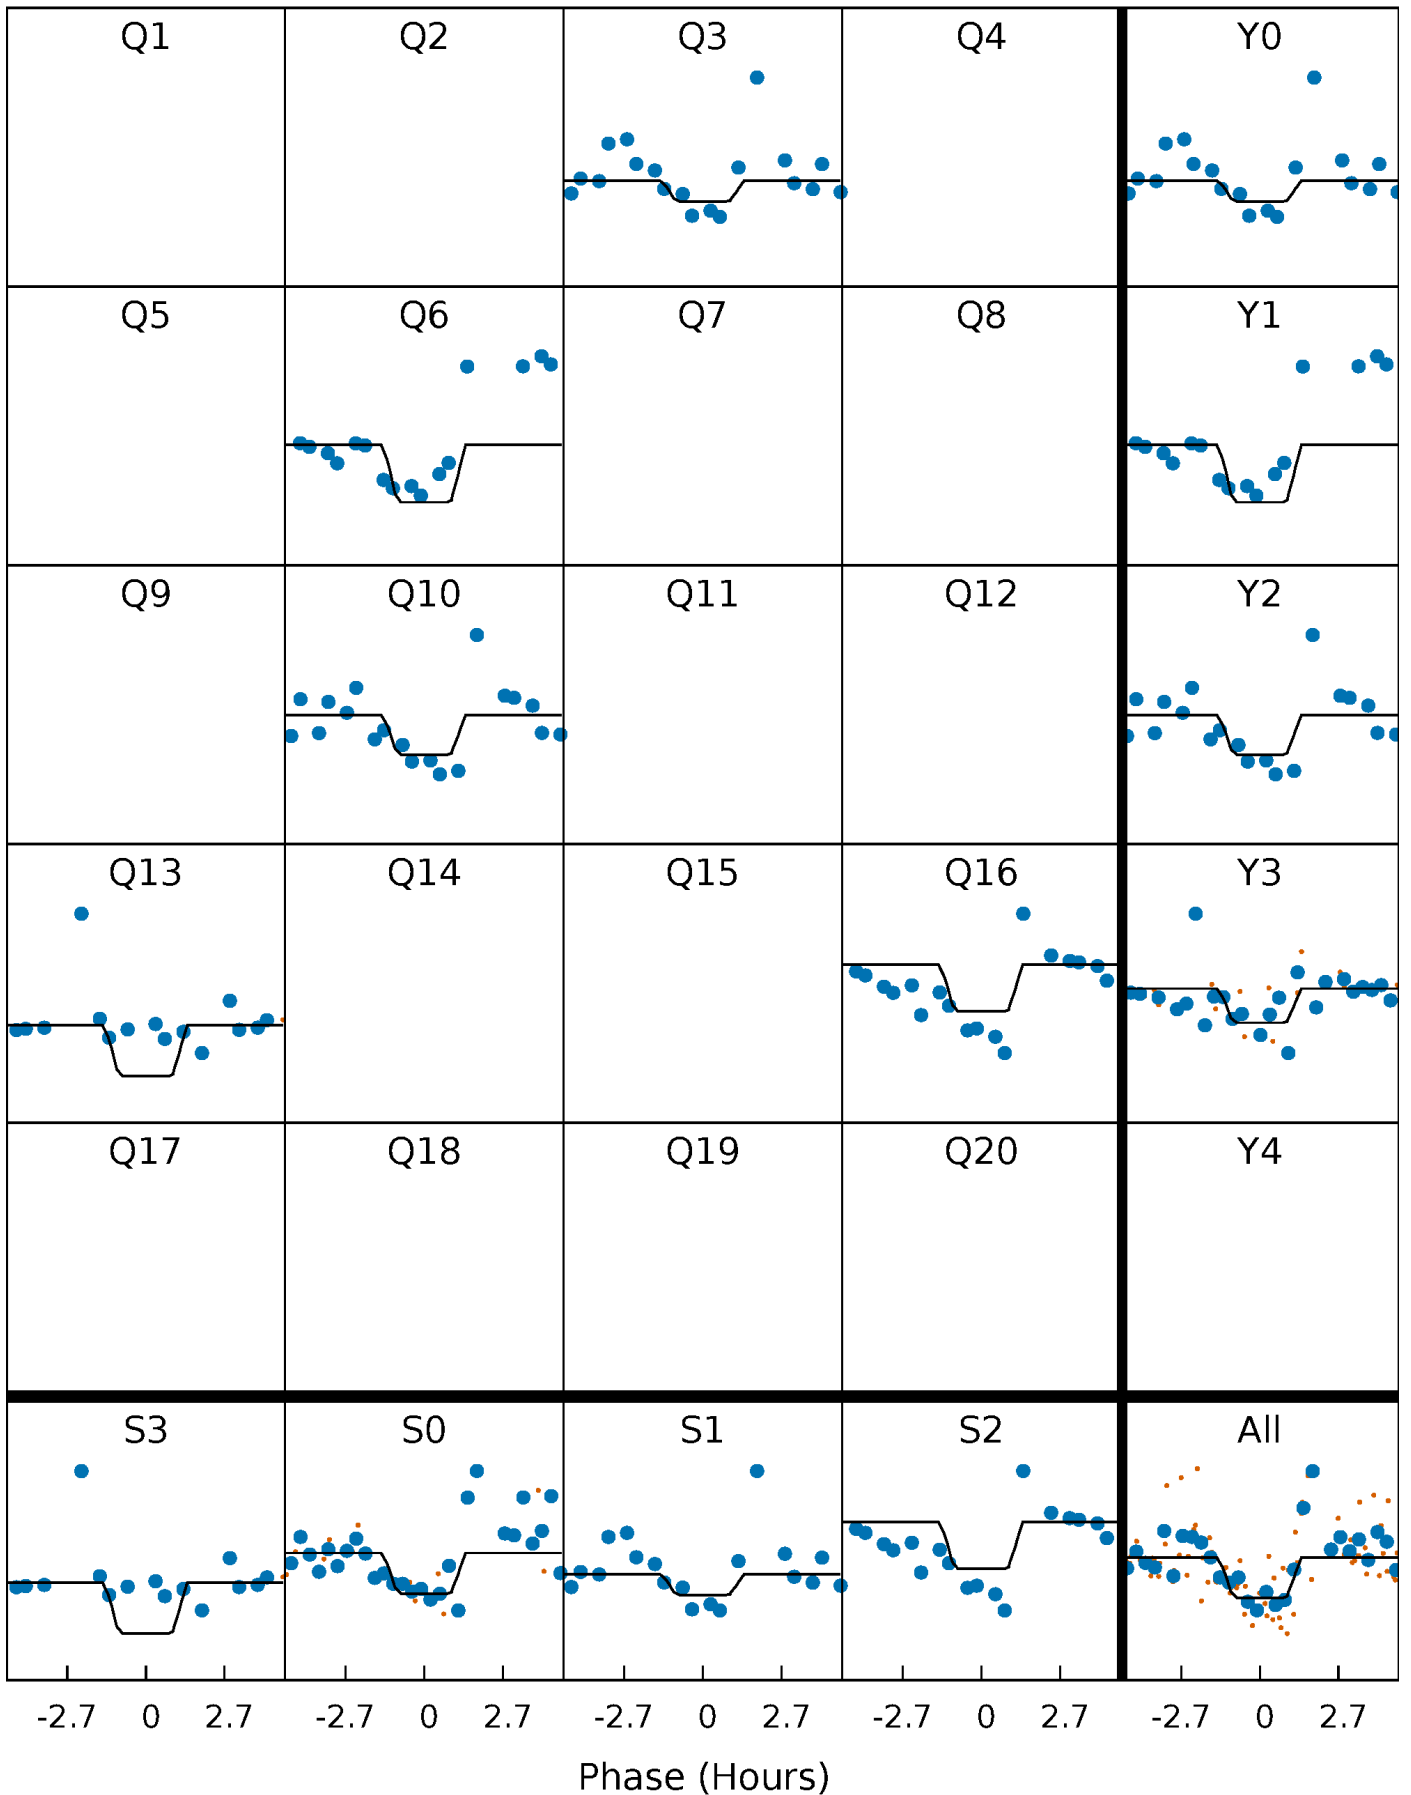 Q1 Q2 Q3 Q4 Y0
Q5 Q6 Q7 Q8 Y1
Q9 Q10 Q11 Q12 Y2
Q13 Q14 Q15 Q16 Y3
Q17 Q18 Q19 Q20 Y4
S3 S0 S1 S2 All
-2.7 0 2.7 -2.7 0 2.7 -2.7 0 2.7 -2.7 0 2.7 -2.7 0 2.7
Phase (Hours)